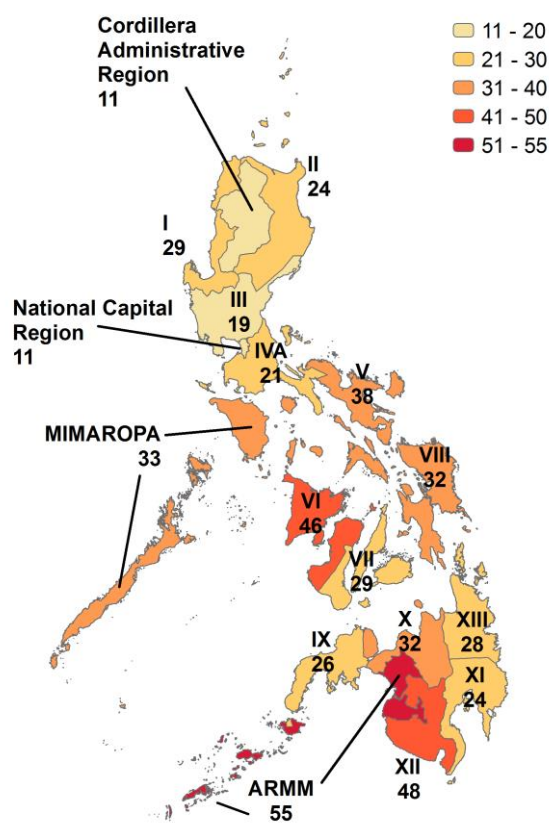 Cordillera
Administrative
Region
11
11 - 20
21 - 30
31 - 40
41 - 50
51 - 55
II
24
I
29
III
19
National Capital
Region
11
IVA
21
V
38
MIMAROPA
33
VIII
32
VI
46
VII
29
X
32
XIII
28
IX
26
XI
24
XII
48
ARMM
55